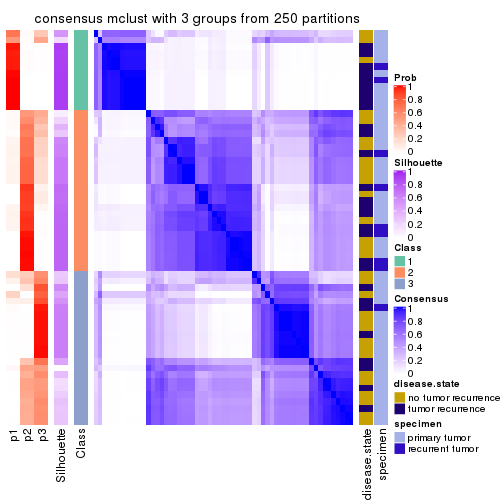 consensus mclust with 3 groups from 250 partitions
p1
p2
p3
Silhouette
Class
disease.state
specimen
Prob
1
0.8
0.6
0.4
0.2
0
Silhouette
1
0.8
0.6
0.4
0.2
0
Class
1
2
3
Consensus
1
0.8
0.6
0.4
0.2
0
disease.state
no tumor recurrence
tumor recurrence
specimen
primary tumor
recurrent tumor